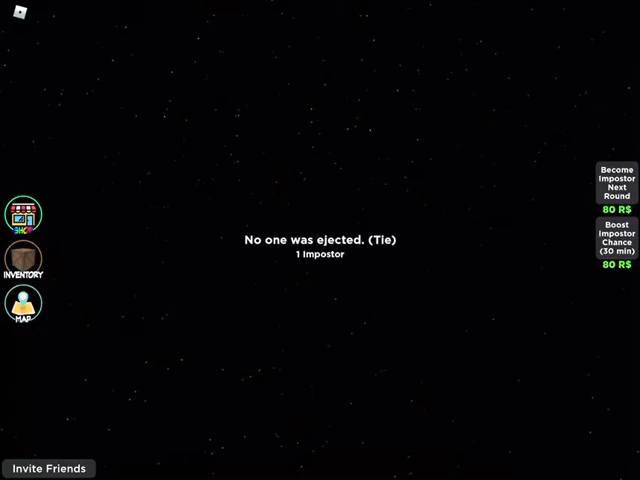 No one was ejected. (Tie)
1 Impostor
SHOP
INVENTORY
MAP
Become
Impostor
Next
Round
80 R$
Boost
Impostor
Chance
(30 min)
80 R$
Invite Friends